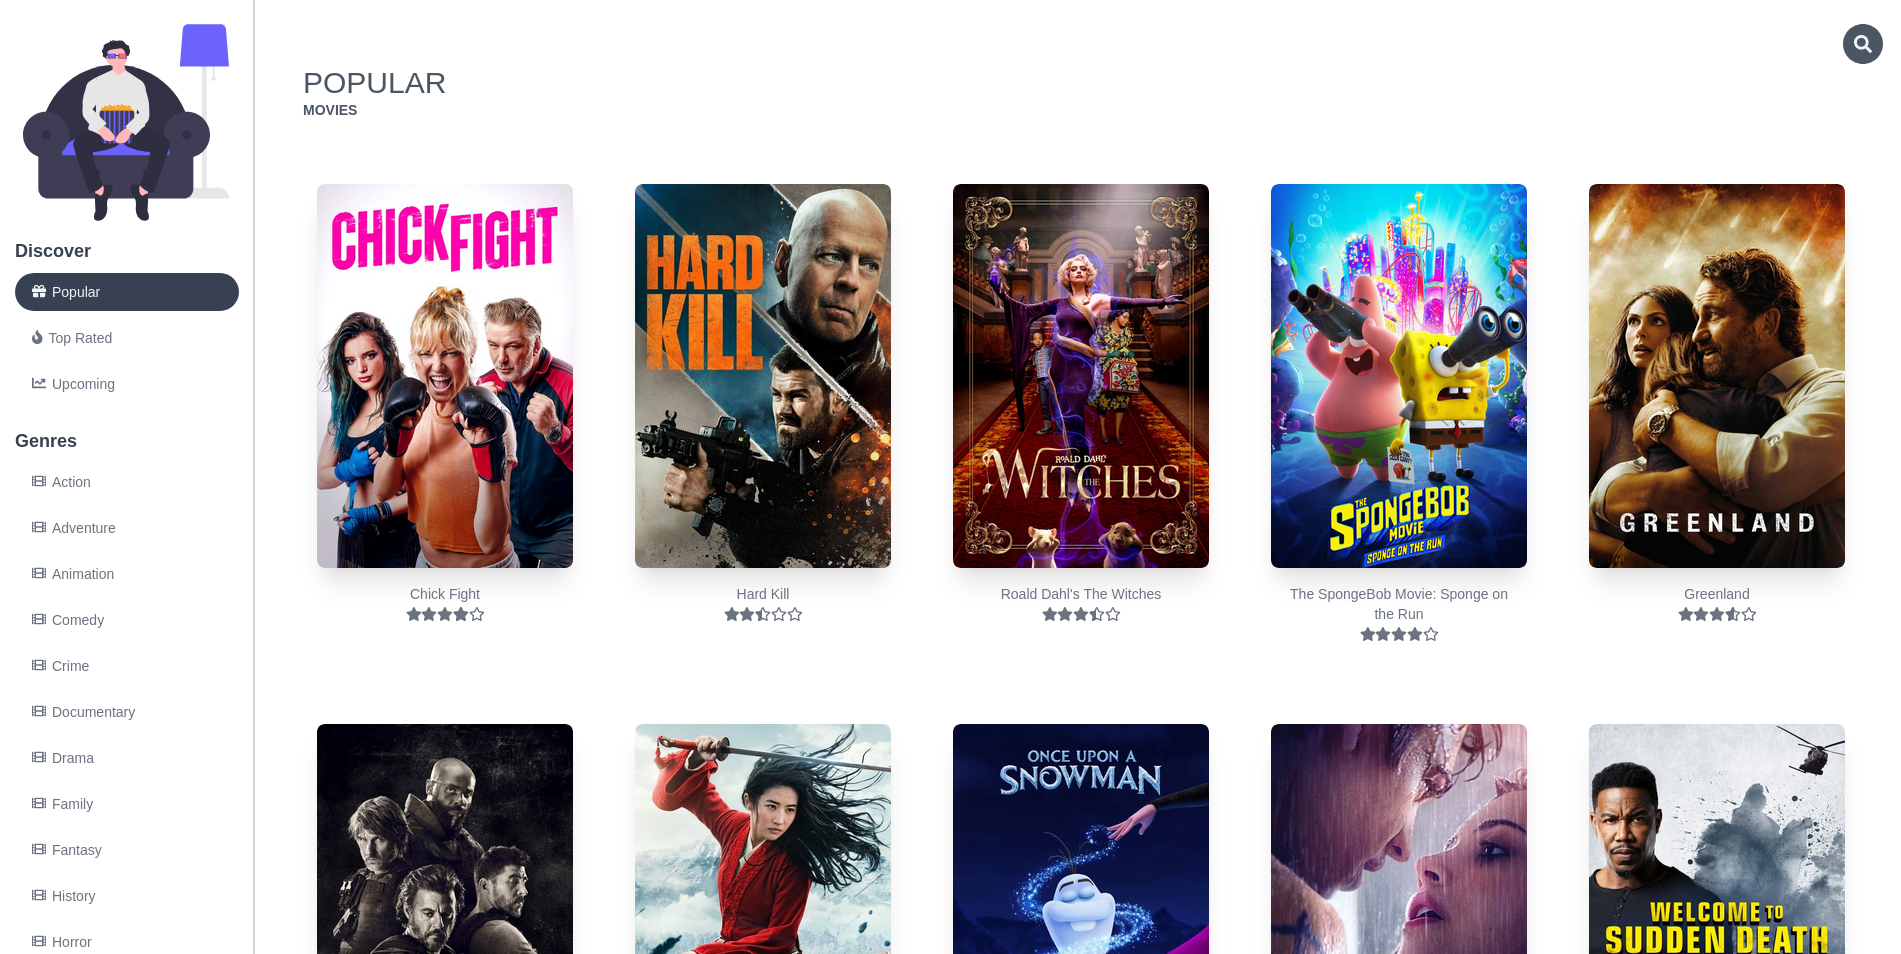 POPULAR
MOVIES
Discover
Popular
Top Rated
Upcoming
Genres
Action
Adventure
Animation
Comedy
Crime
Documentary
Drama
Family
Fantasy
History
Horror
CHICK FIGHT
Chick Fight
HARD
KILL
Hard Kill
ROALD DAHL'S
THE
WITCHES
Roald Dahl's The Witches
THE
SPONGEBOB
MOVIE
SPONGE ON THE RUN
The SpongeBob Movie: Sponge on
the Run
GREENLAND
Greenland
ONCE UPON A
SNOWMAN
WELCOME TO
SUDDEN DEATH